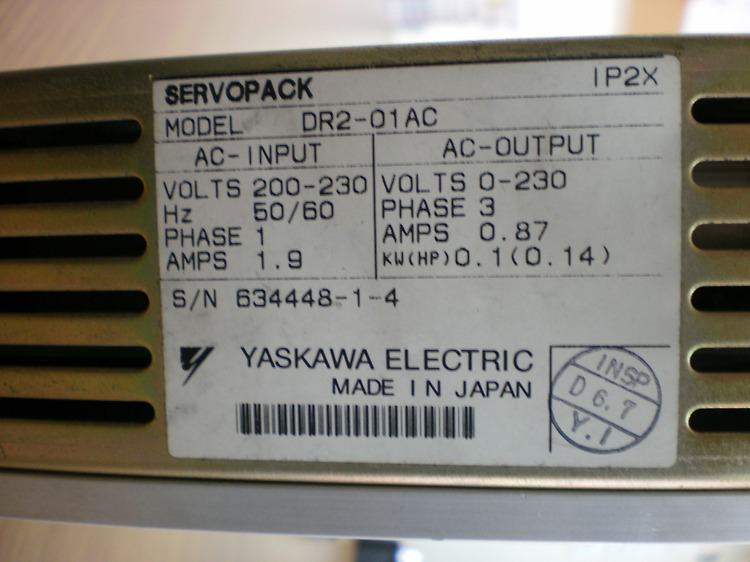 SERVOPACK IP2X
MODEL DR2-01AC
AC-INPUT AC-OUTPUT
VOLTS 200-230 VOLTS 0-230
Hz 50/60 PHASE 3
PHASE 1 AMPS 0.87
AMPS 1.9 KW(HP) 0.1(0.14)
S/N 634448-1-4
YASKAWA ELECTRIC
MADE IN JAPAN
INSP
D 6.7
Y.I